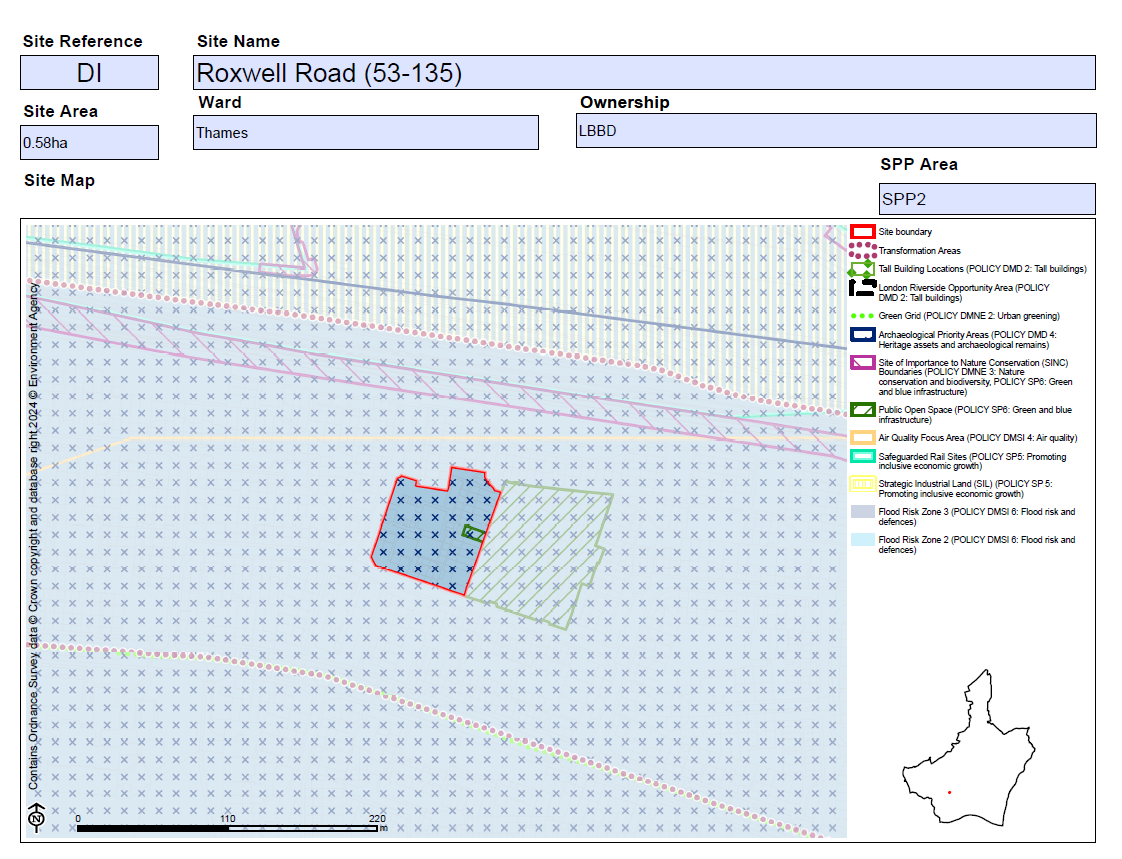 Site Reference
Site Name
DI
Roxwell Road (53-135)
Site Area
Ward
Ownership
0.58ha
Thames
LBBD
Site Map
SPP Area
SPP2
Contains Ordnance Survey data © Crown copyright and database right 2024 © Environment Agency
Site boundary
Transformation Areas
Tall Building Locations (POLICY DMD 2: Tall buildings)
London Riverside Opportunity Area (POLICY
DMD 2: Tall buildings)
Green Grid (POLICY DMNE 2: Urban greening)
Archaeological Priority Areas (POLICY DMD 4:
Heritage assets and archaeological remains)
Site of Importance to Nature Conservation (SINC)
Boundaries (POLICY DMNE 3: Nature
conservation and biodiversity, POLICY SP6: Green
and blue infrastructure)
Public Open Space (POLICY SP6: Green and blue
infrastructure)
Air Quality Focus Area (POLICY DMSI 4: Air quality)
Safeguarded Rail Sites (POLICY SP5: Promoting
inclusive economic growth)
Strategic Industrial Land (SIL) (POLICY SP 5:
Promoting inclusive economic growth)
Flood Risk Zone 3 (POLICY DMSI 6: Flood risk and
defences)
Flood Risk Zone 2 (POLICY DMSI 6: Flood risk and
defences)
N
0 110 220
m